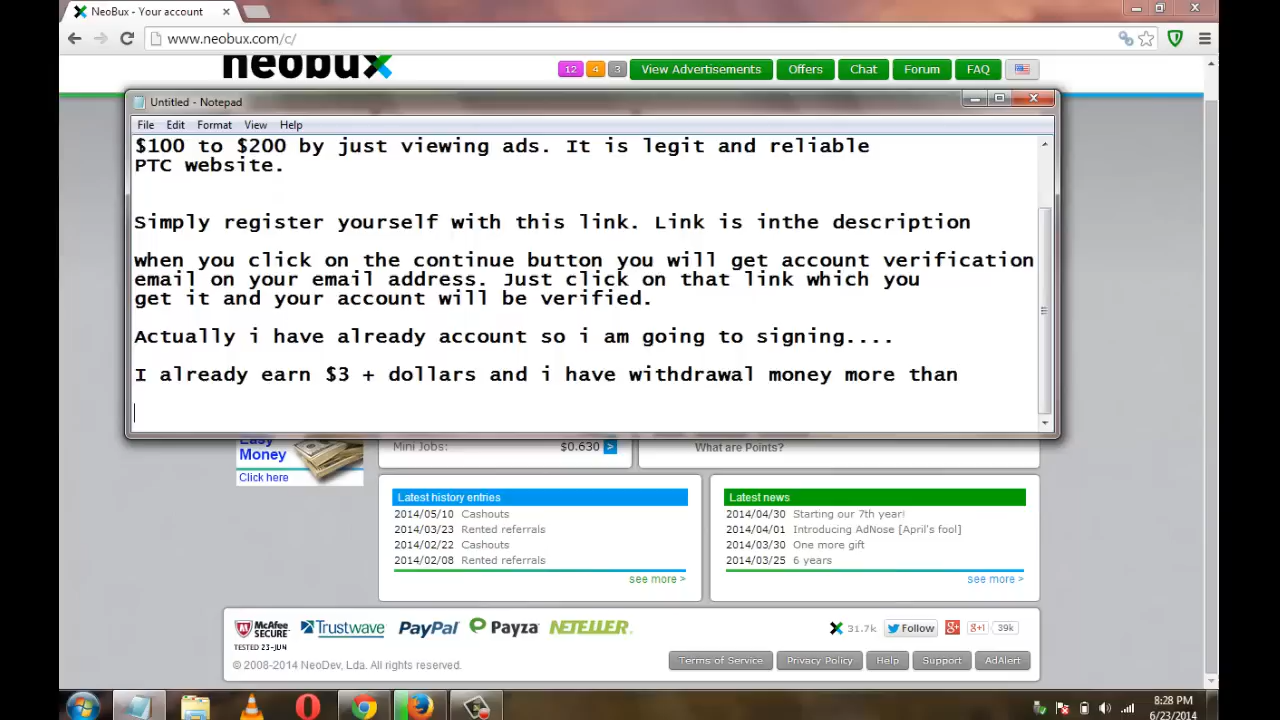 NeoBux - Your account
www.neobux.com/c/
neobux
12 4 3 View Advertisements Offers Chat Forum FAQ
Untitled - Notepad
File Edit Format View Help
$100 to $200 by just viewing ads. It is legit and reliable
PTC website.
Simply register yourself with this link. Link is inthe description
when you click on the continue button you will get account verification
email on your email address. Just click on that link which you
get it and your account will be verified.
Actually i have already account so i am going to signing....
I already earn $3 + dollars and i have withdrawal money more than
Easy
Money
Click here
Mini Jobs: $0.630 >
What are Points?
Latest history entries
2014/05/10 Cashouts
2014/03/23 Rented referrals
2014/02/22 Cashouts
2014/02/08 Rented referrals
see more >
Latest news
2014/04/30 Starting our 7th year!
2014/04/01 Introducing AdNose [April's fool]
2014/03/30 One more gift
2014/03/25 6 years
see more >
McAfee SECURE
TESTED 23-JUN
Trustwave PayPal Payza NETELLER
31.7k Follow g+1 39k
© 2008-2014 NeoDev, Lda. All rights reserved.
Terms of Service Privacy Policy Help Support AdAlert
8:28 PM
6/23/2014